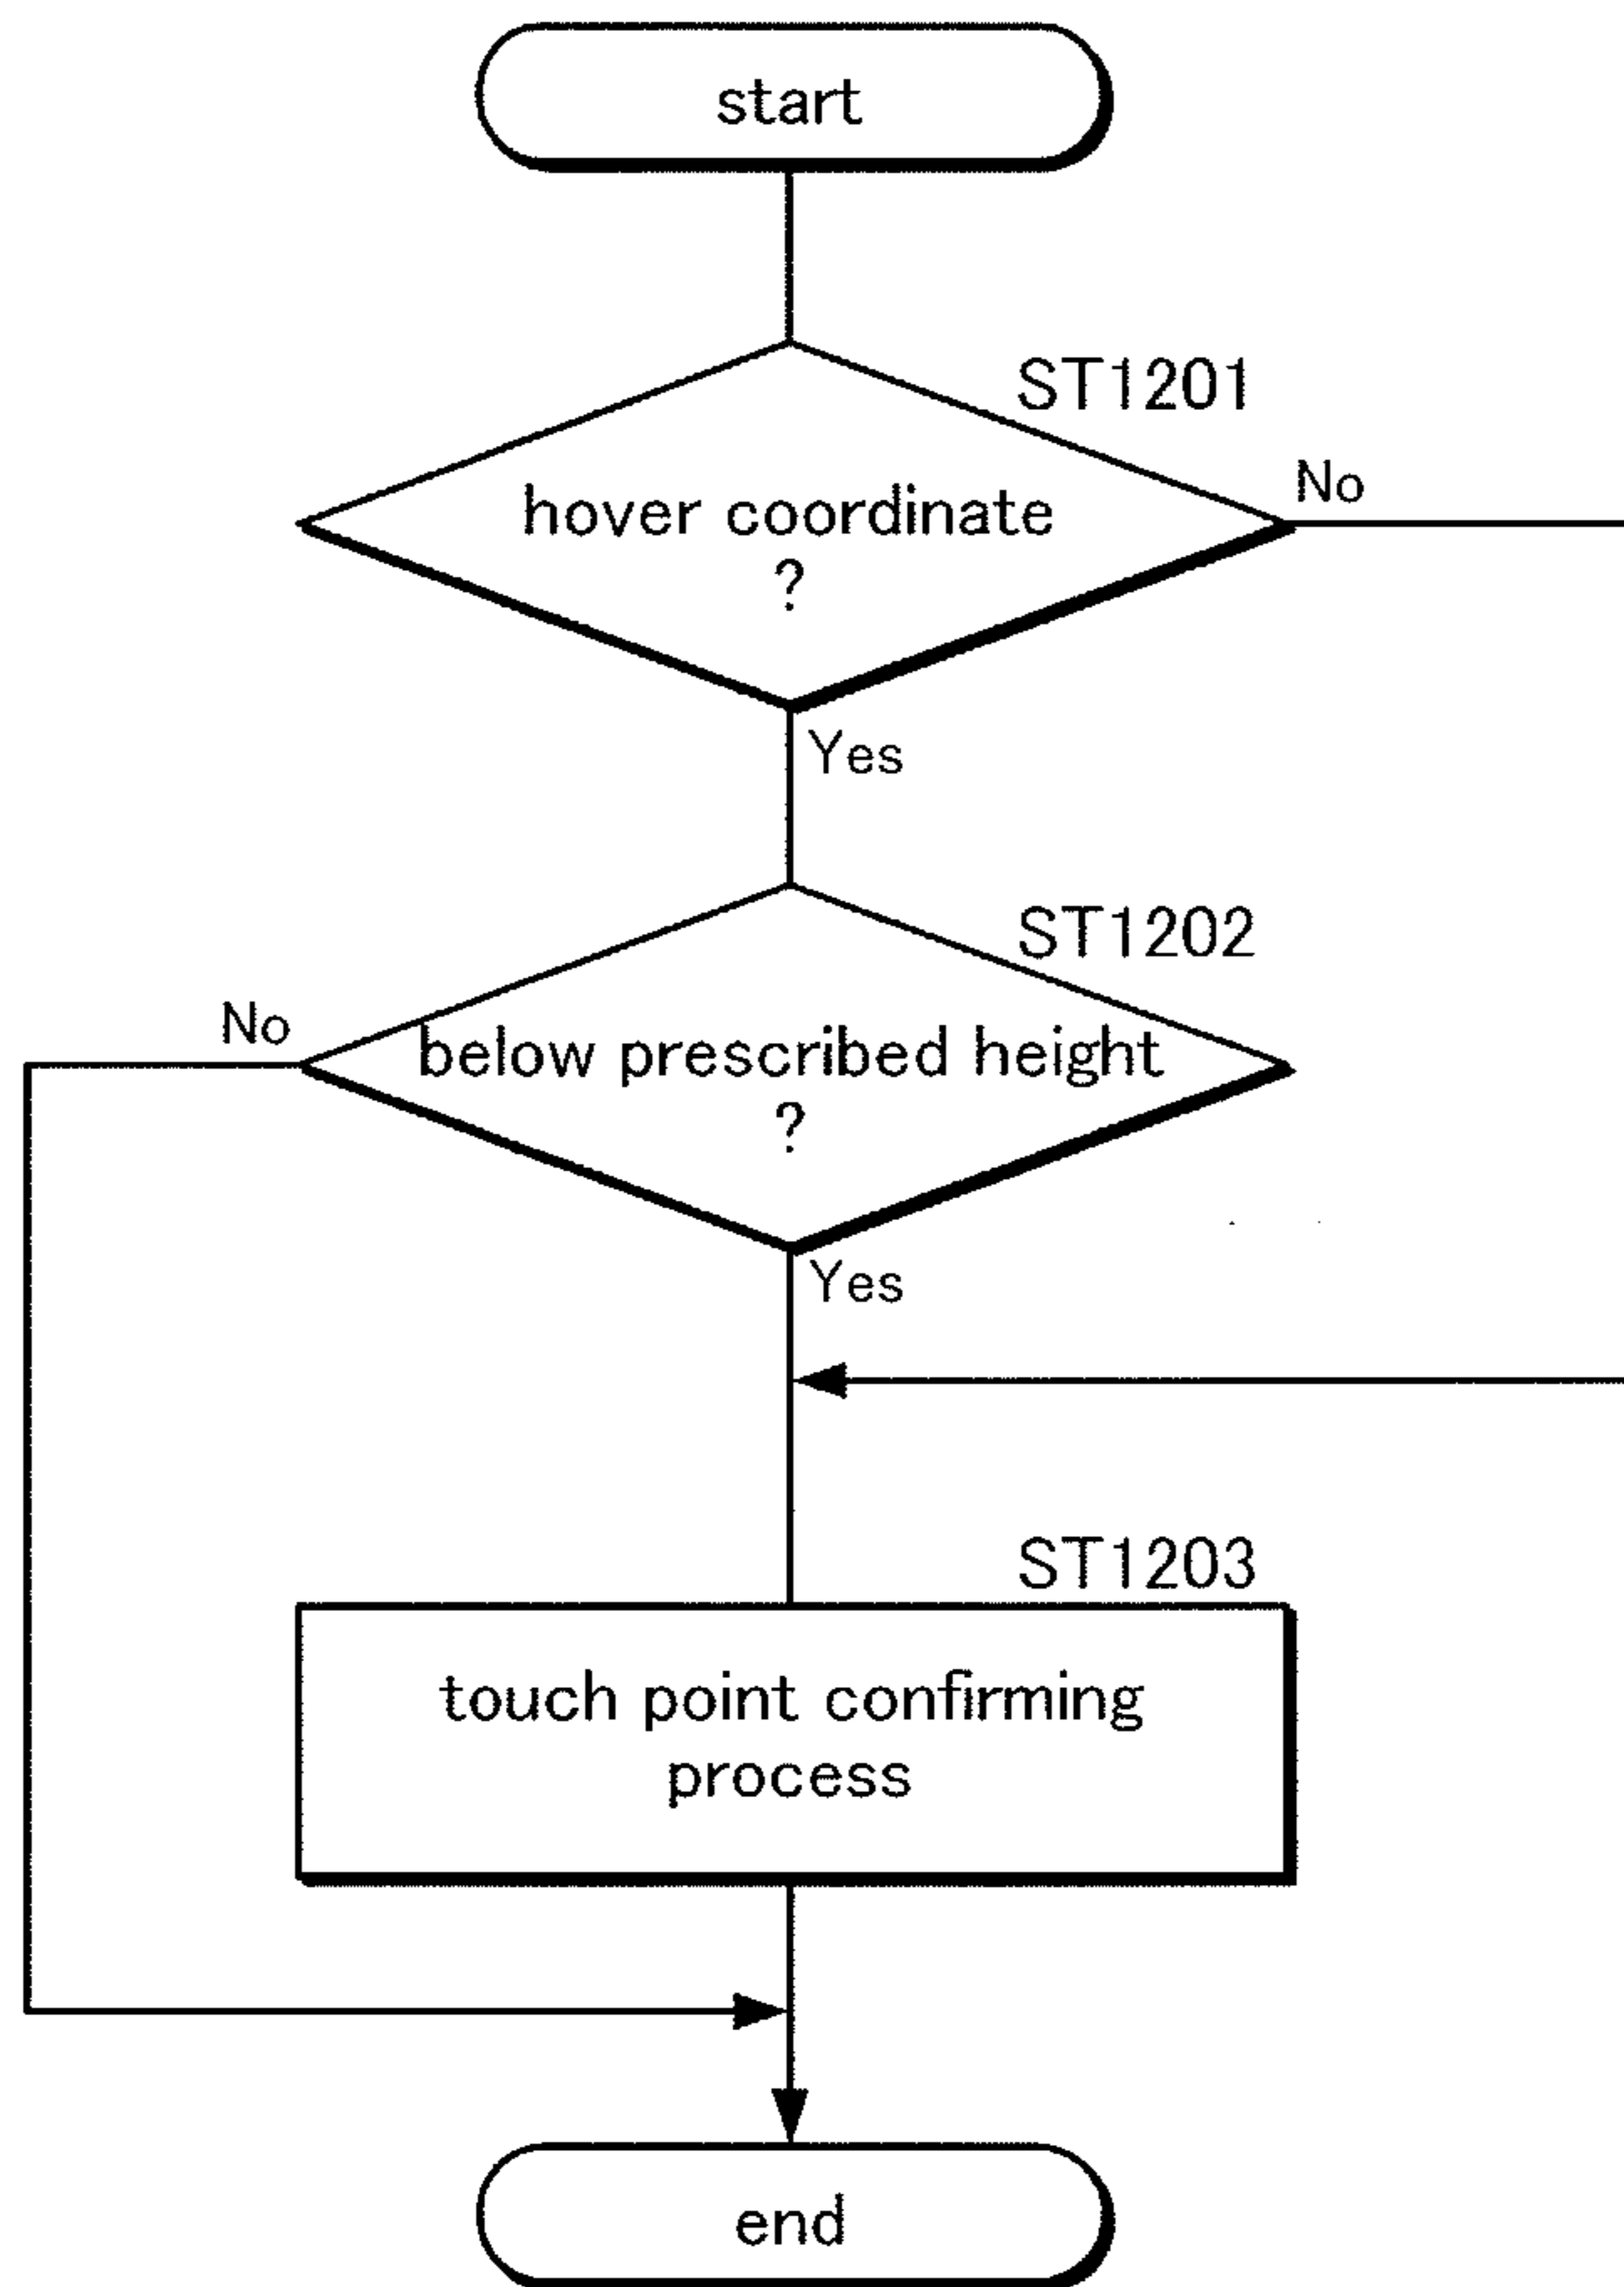 start
ST1201
hover coordinate
?
No
Yes
ST1202
No
below prescribed height
?
Yes
ST1203
touch point confirming
process
end